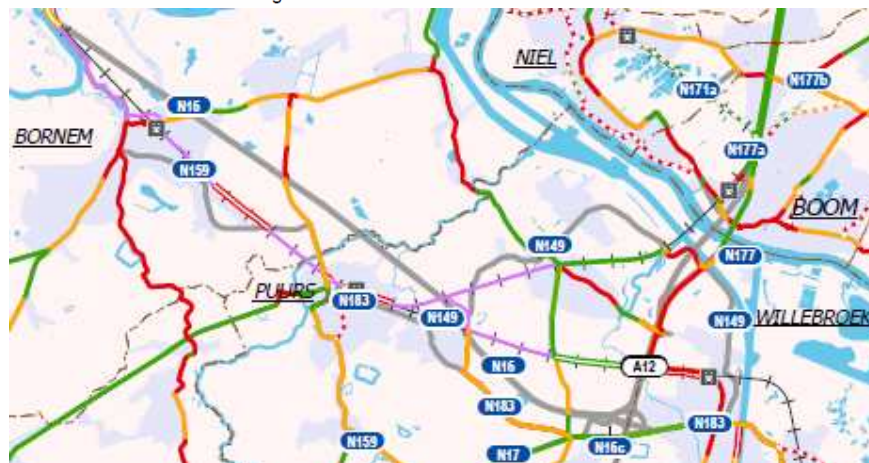 NIEL
N177b
N171a
N16
BORNEM
N177a
N159
BOOM
N149
N177
PUURS
N183
N149
N149
WILLEBROEK
N16
A12
N183
N183
N159
N17
N16c